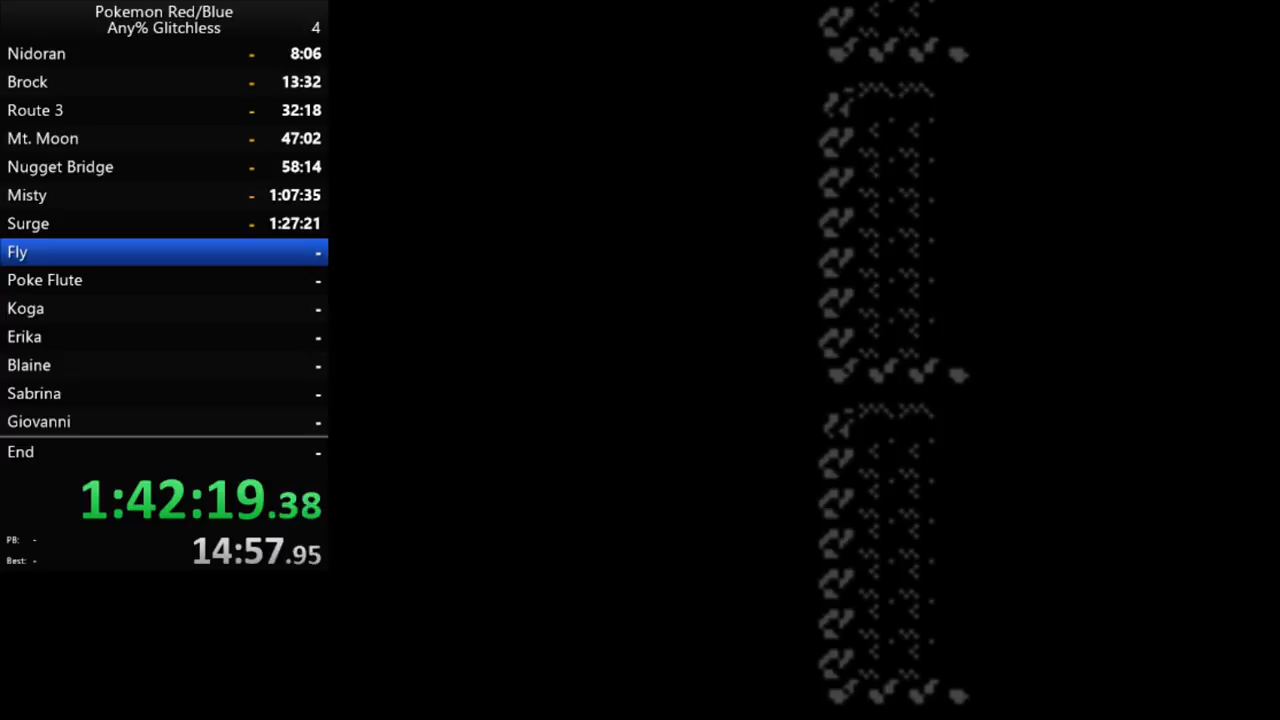 Pokemon Red/Blue
Any% Glitchless 4
Nidoran - 8:06
Brock - 13:32
Route 3 - 32:18
Mt. Moon - 47:02
Nugget Bridge - 58:14
Misty - 1:07:35
Surge - 1:27:21
Fly -
Poke Flute -
Koga -
Erika -
Blaine -
Sabrina -
Giovanni -
End -
1:42:19.38
PB: -
14:57.95
Best: -